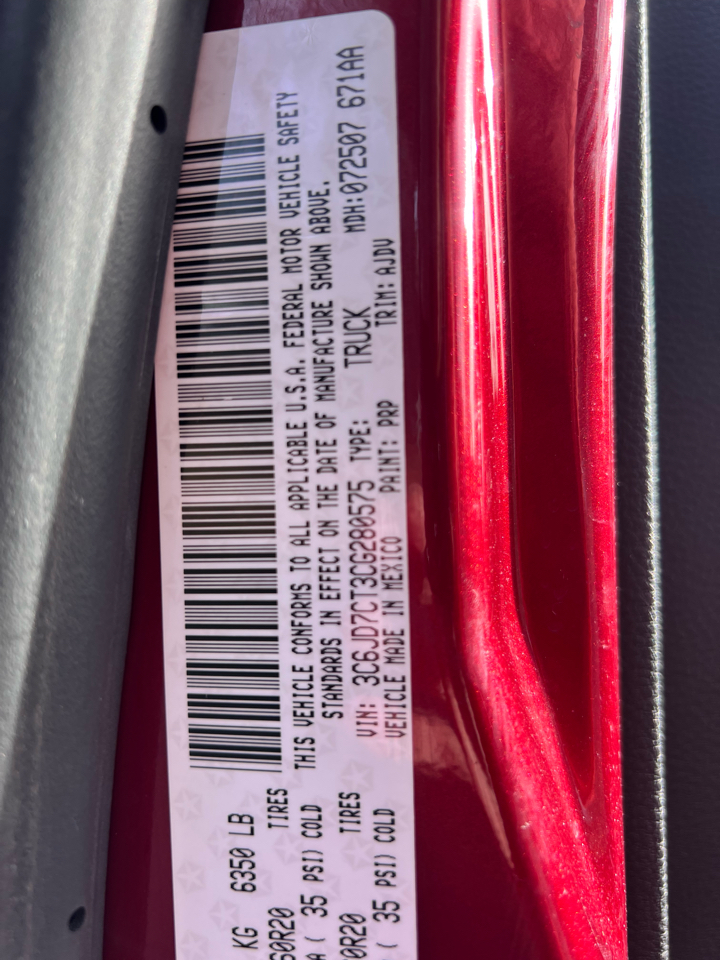 KG 6350 LB
60R20 TIRES
A ( 35 PSI) COLD
0R20 TIRES
A ( 35 PSI) COLD
THIS VEHICLE CONFORMS TO ALL APPLICABLE U.S.A. FEDERAL MOTOR VEHICLE SAFETY
STANDARDS IN EFFECT ON THE DATE OF MANUFACTURE SHOWN ABOVE.
VIN: 3C6JD7CT3CG280575 TYPE: TRUCK MDH:072507 671AA
VEHICLE MADE IN MEXICO PAINT: PRP TRIM: AJDV